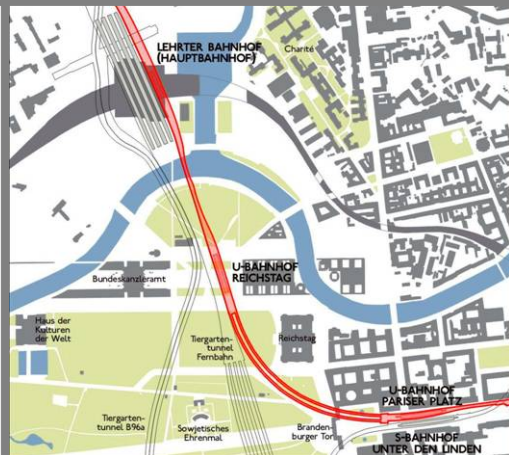 LEHRTER BAHNHOF
(HAUPTBAHNHOF)
Charité
U-BAHNHOF
REICHSTAG
Bundeskanzleramt
Haus der
Kulturen
der Welt
Tiergarten-
tunnel
Fernbahn
Reichstag
U-BAHNHOF
PARISER PLATZ
Tiergarten-
tunnel B96a
Sowjetisches
Ehrenmal
Branden-
burger Tor
S-BAHNHOF
UNTER DEN LINDEN